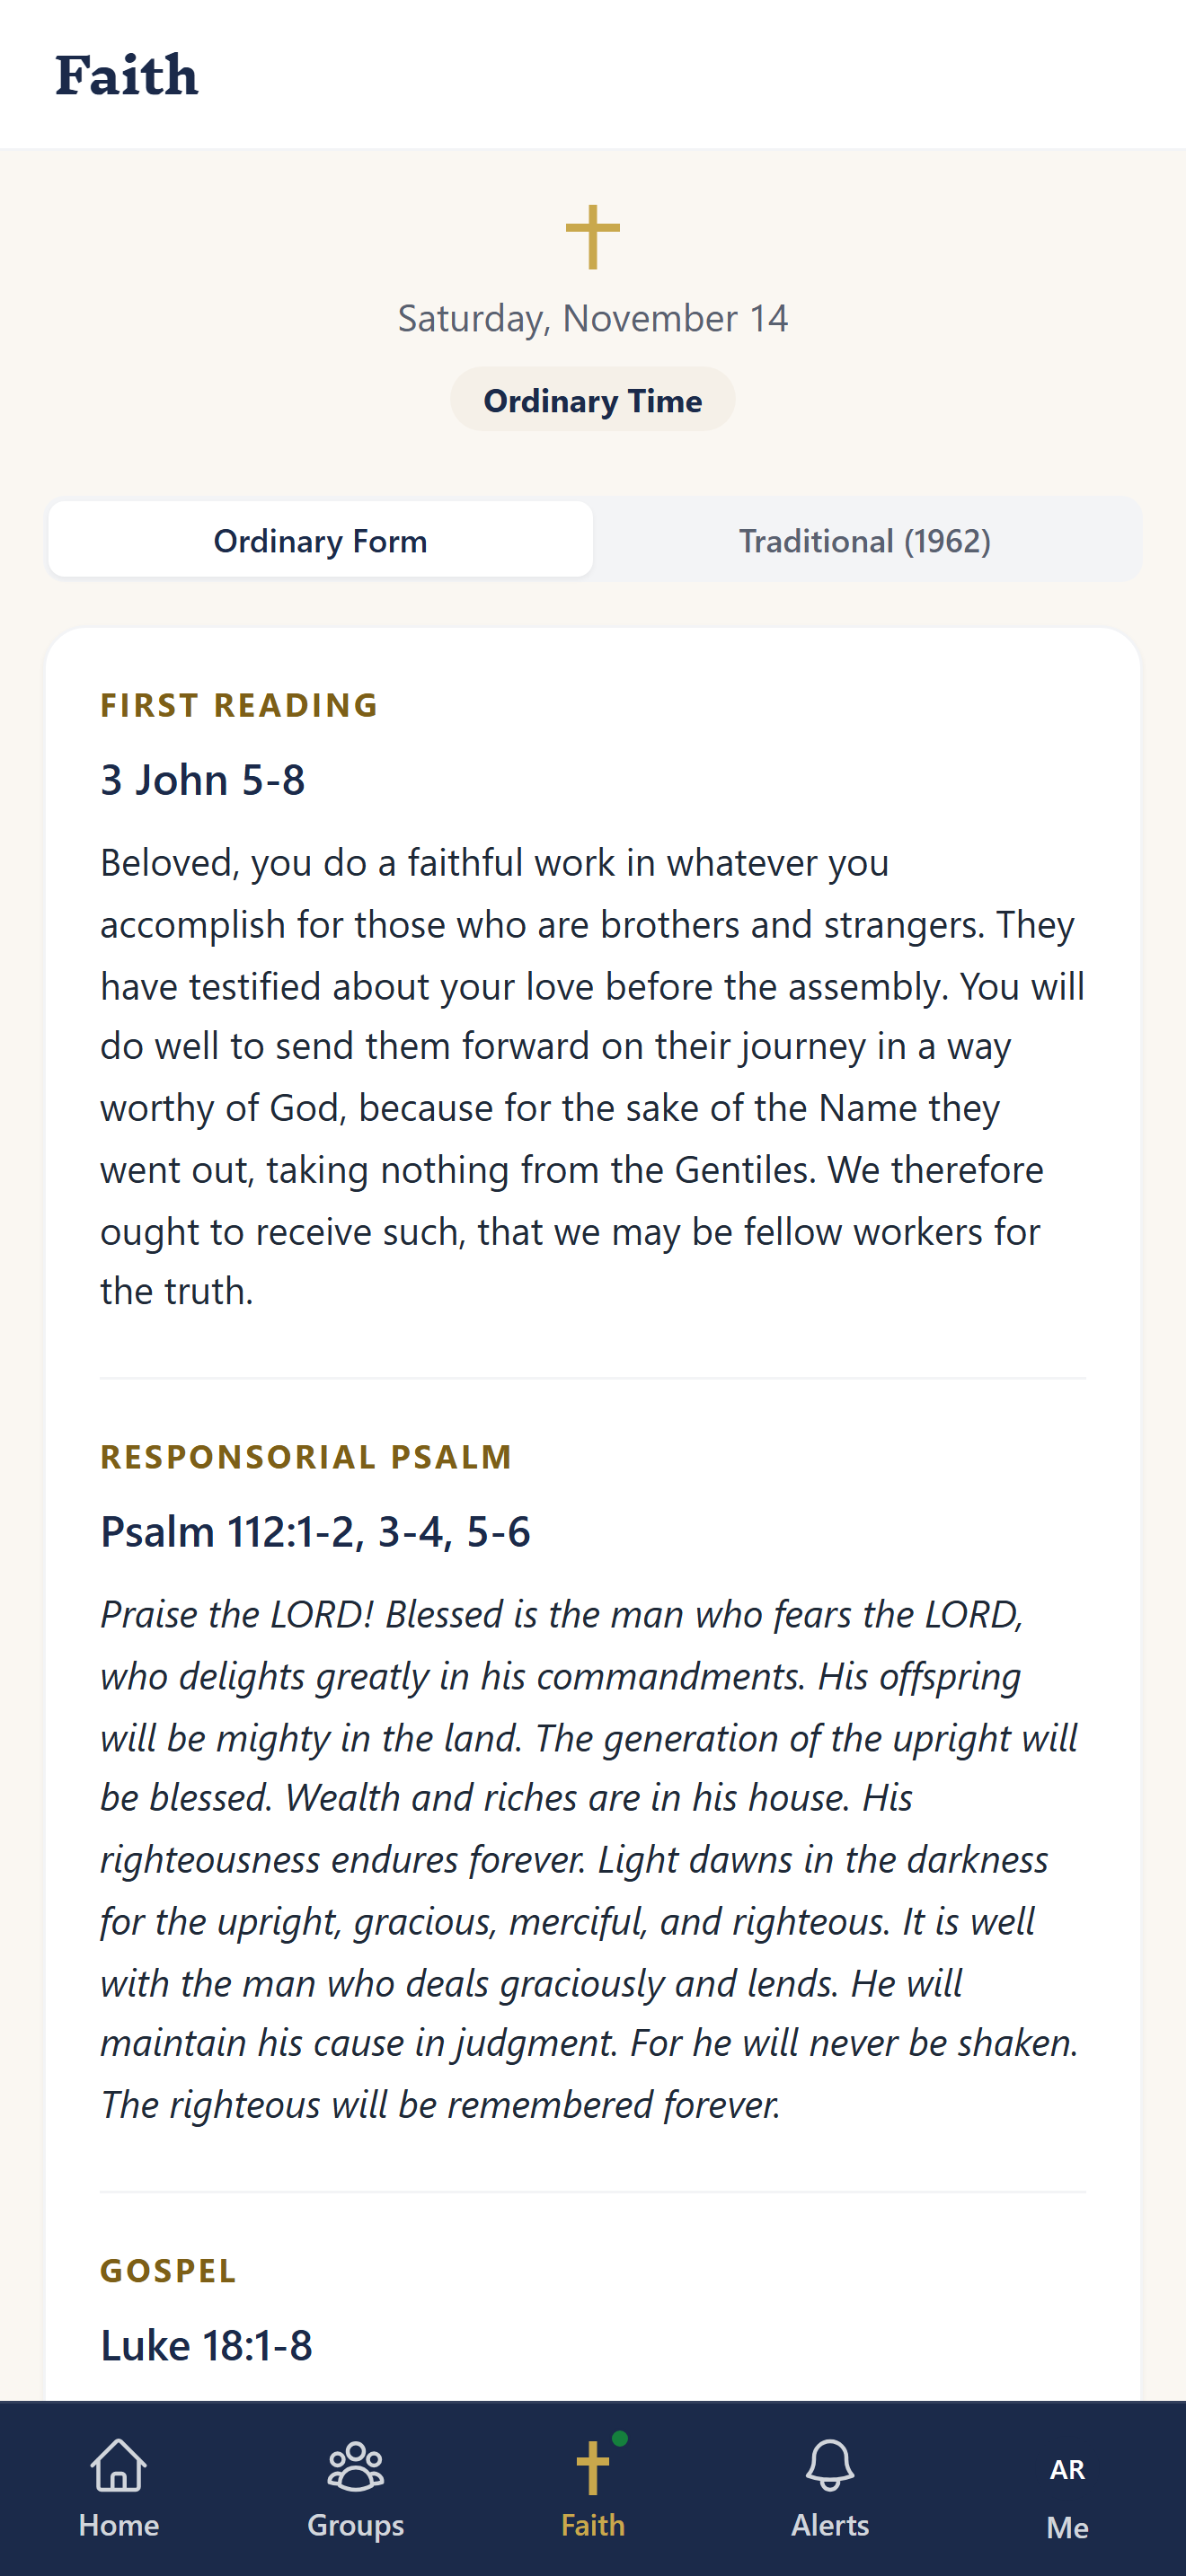 Faith
Saturday, November 14
Ordinary Time
Ordinary Form
Traditional (1962)
FIRST READING
3 John 5-8
Beloved, you do a faithful work in whatever you
accomplish for those who are brothers and strangers. They
have testified about your love before the assembly. You will
do well to send them forward on their journey in a way
worthy of God, because for the sake of the Name they
went out, taking nothing from the Gentiles. We therefore
ought to receive such, that we may be fellow workers for
the truth.
RESPONSORIAL PSALM
Psalm 112:1-2, 3-4, 5-6
Praise the LORD! Blessed is the man who fears the LORD,
who delights greatly in his commandments. His offspring
will be mighty in the land. The generation of the upright will
be blessed. Wealth and riches are in his house. His
righteousness endures forever. Light dawns in the darkness
for the upright, gracious, merciful, and righteous. It is well
with the man who deals graciously and lends. He will
maintain his cause in judgment. For he will never be shaken.
The righteous will be remembered forever.
GOSPEL
Luke 18:1-8
Home
Groups
Faith
Alerts
AR
Me